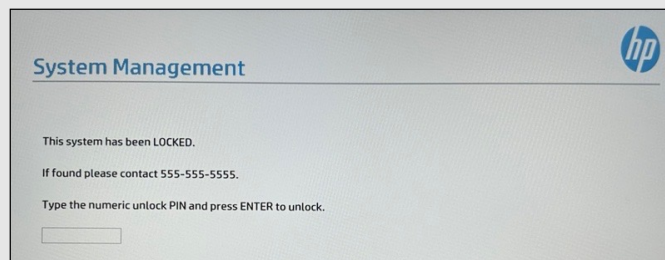 hp
System Management
This system has been LOCKED.
If found please contact 555-555-5555.
Type the numeric unlock PIN and press ENTER to unlock.